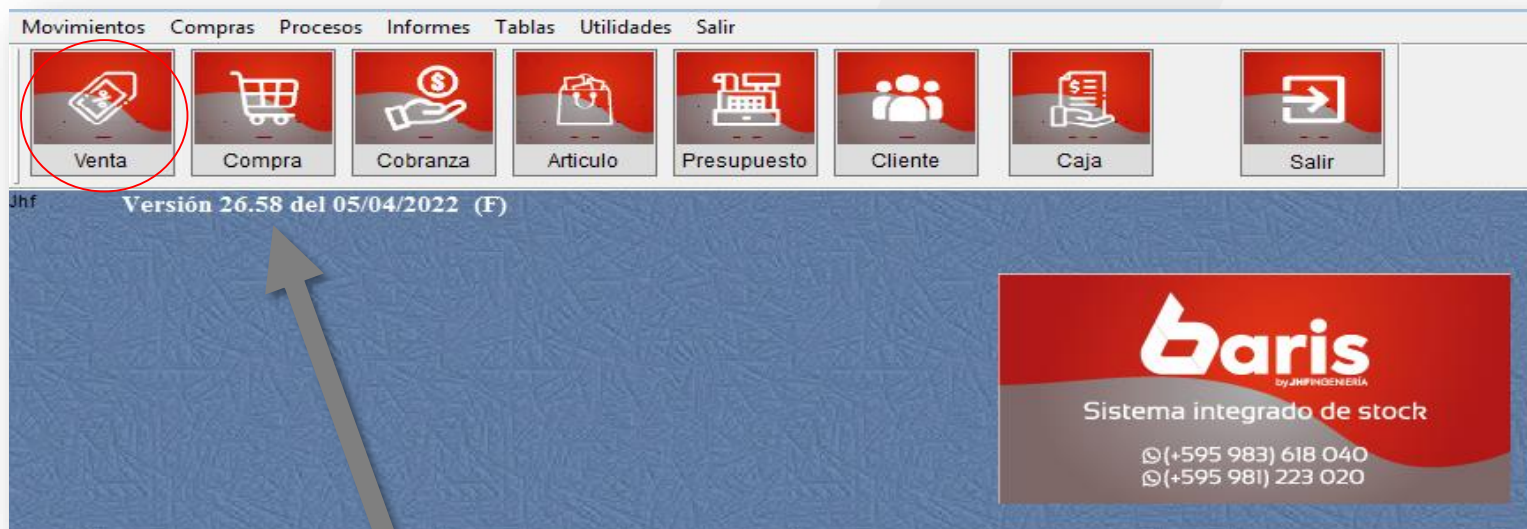 Movimientos Compras Procesos Informes Tablas Utilidades Salir
Venta Compra Cobranza Articulo Presupuesto Cliente Caja Salir
Jhf
Versión 26.58 del 05/04/2022 (F)
baris
by JHFINGENIERÍA
Sistema integrado de stock
(+595 983) 618 040
(+595 981) 223 020